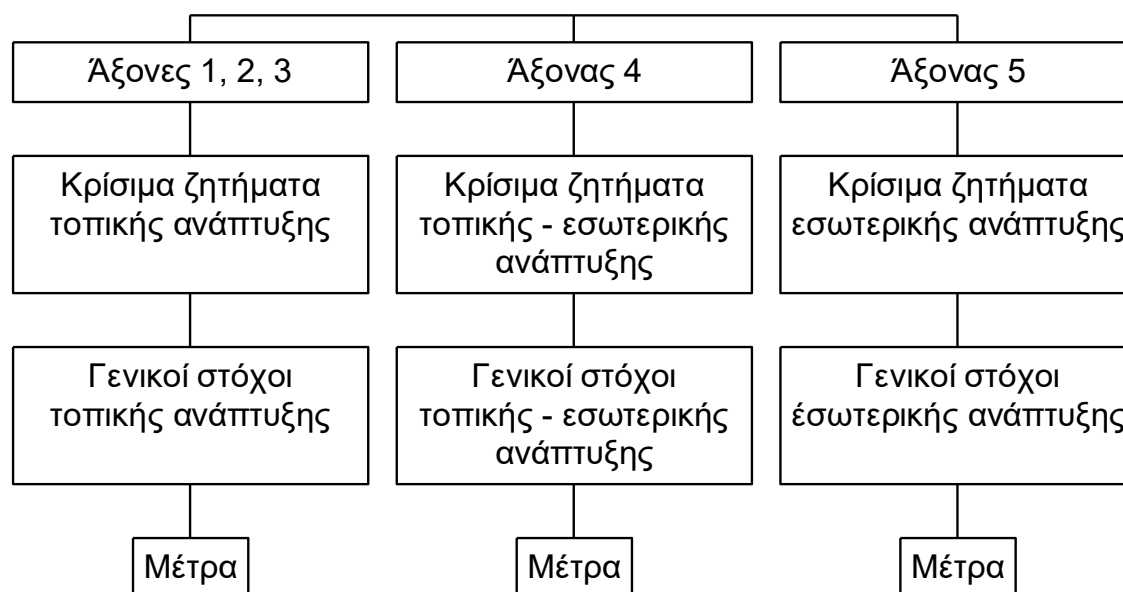 Άξονες 1, 2, 3
Άξονας 4
Άξονας 5
Κρίσιμα ζητήματα
τοπικής ανάπτυξης
Κρίσιμα ζητήματα
τοπικής - εσωτερικής
ανάπτυξης
Κρίσιμα ζητήματα
εσωτερικής ανάπτυξης
Γενικοί στόχοι
τοπικής ανάπτυξης
Γενικοί στόχοι
τοπικής - εσωτερικής
ανάπτυξης
Γενικοί στόχοι
έσωτερικής ανάπτυξης
Μέτρα
Μέτρα
Μέτρα